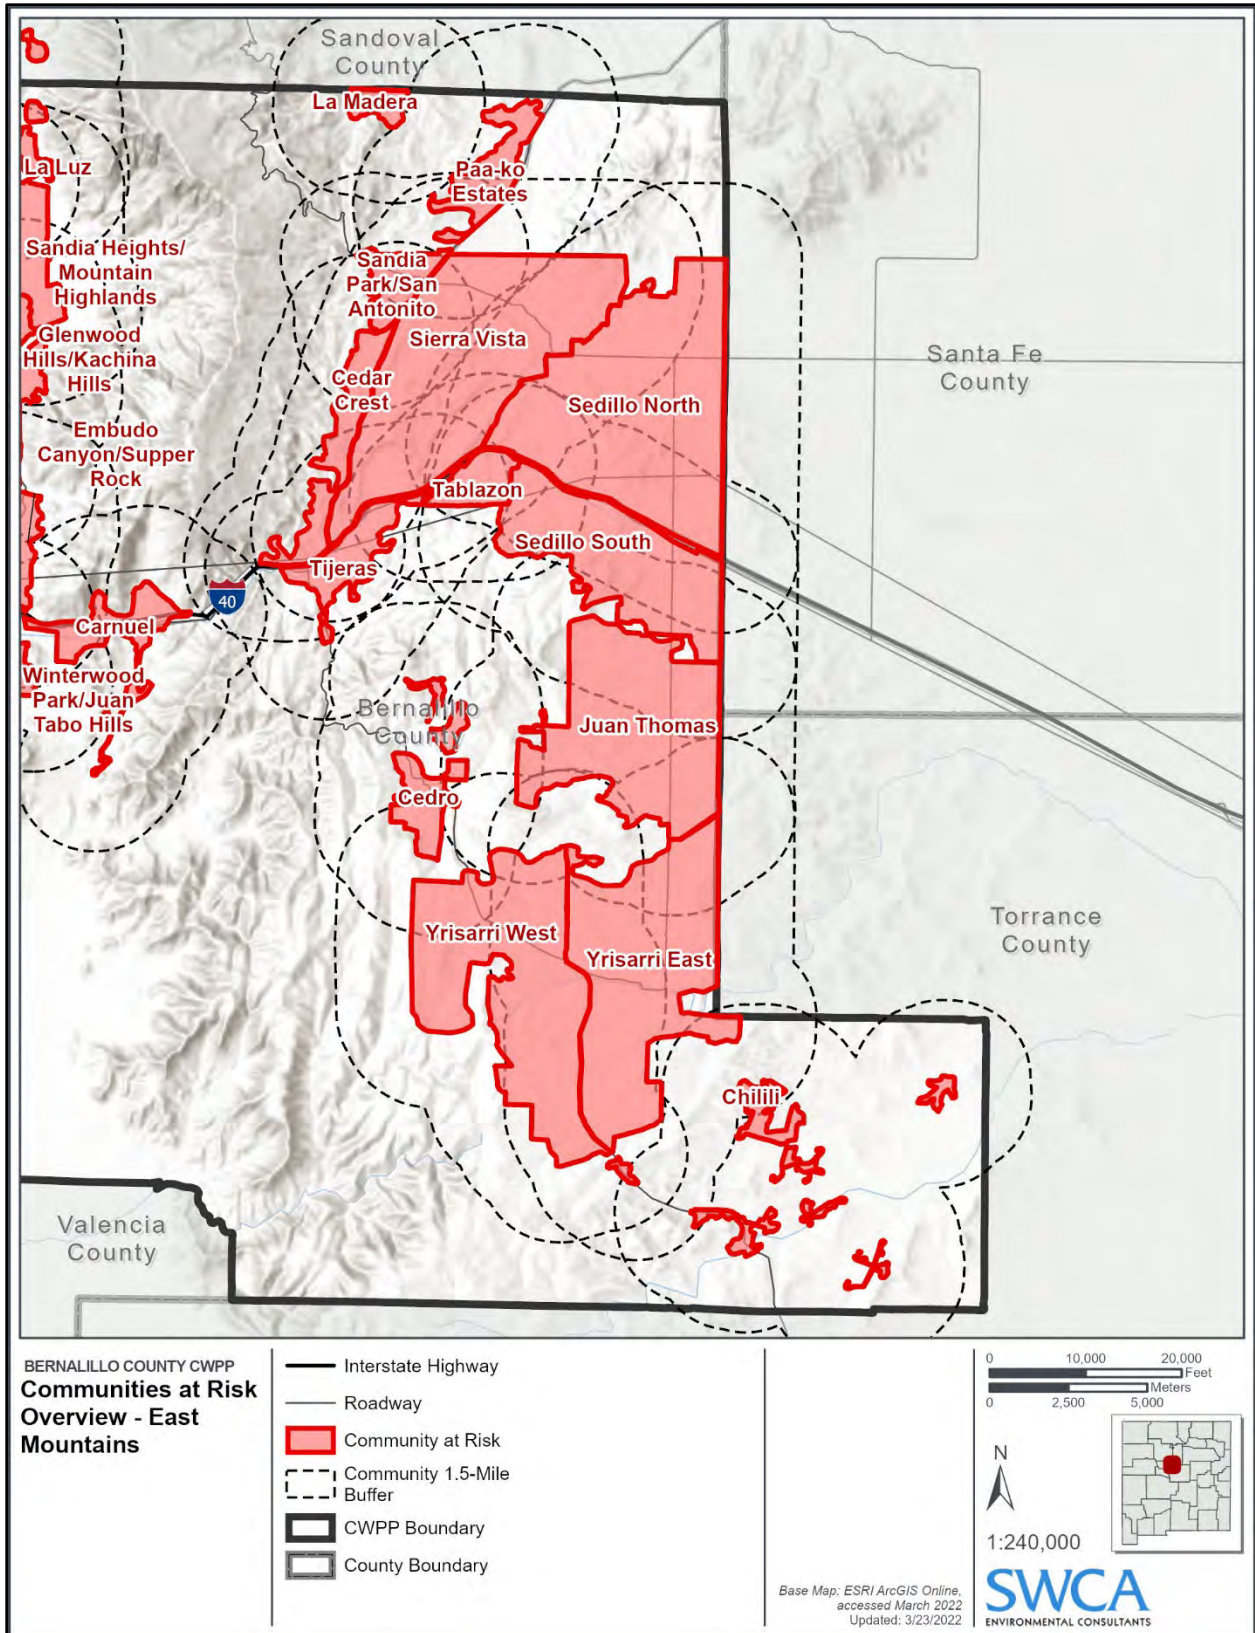 Sandoval
County
La Madera
La Luz
Paa-ko
Estates
Sandia Heights/
Mountain
Highlands
Sandia
Park/San
Antonito
Sierra Vista
Glenwood
Hills/Kachina
Hills
Santa Fe
County
Cedar
Crest
Sedillo North
Embudo
Canyon/Supper
Rock
Tablazon
Sedillo South
Tijeras
40
Carnuel
Winterwood
Park/Juan
Tabo Hills
Bernalillo
County
Juan Thomas
Cedro
Torrance
County
Yrisarri West
Yrisarri East
Chilili
Valencia
County
BERNALILLO COUNTY CWPP
Communities at Risk
Overview - East
Mountains
Interstate Highway
Roadway
Community at Risk
Community 1.5-Mile
Buffer
CWPP Boundary
County Boundary
Base Map: ESRI ArcGIS Online,
accessed March 2022
Updated: 3/23/2022
0 10,000 20,000
Feet
Meters
0 2,500 5,000
N
1:240,000
SWCA
ENVIRONMENTAL CONSULTANTS